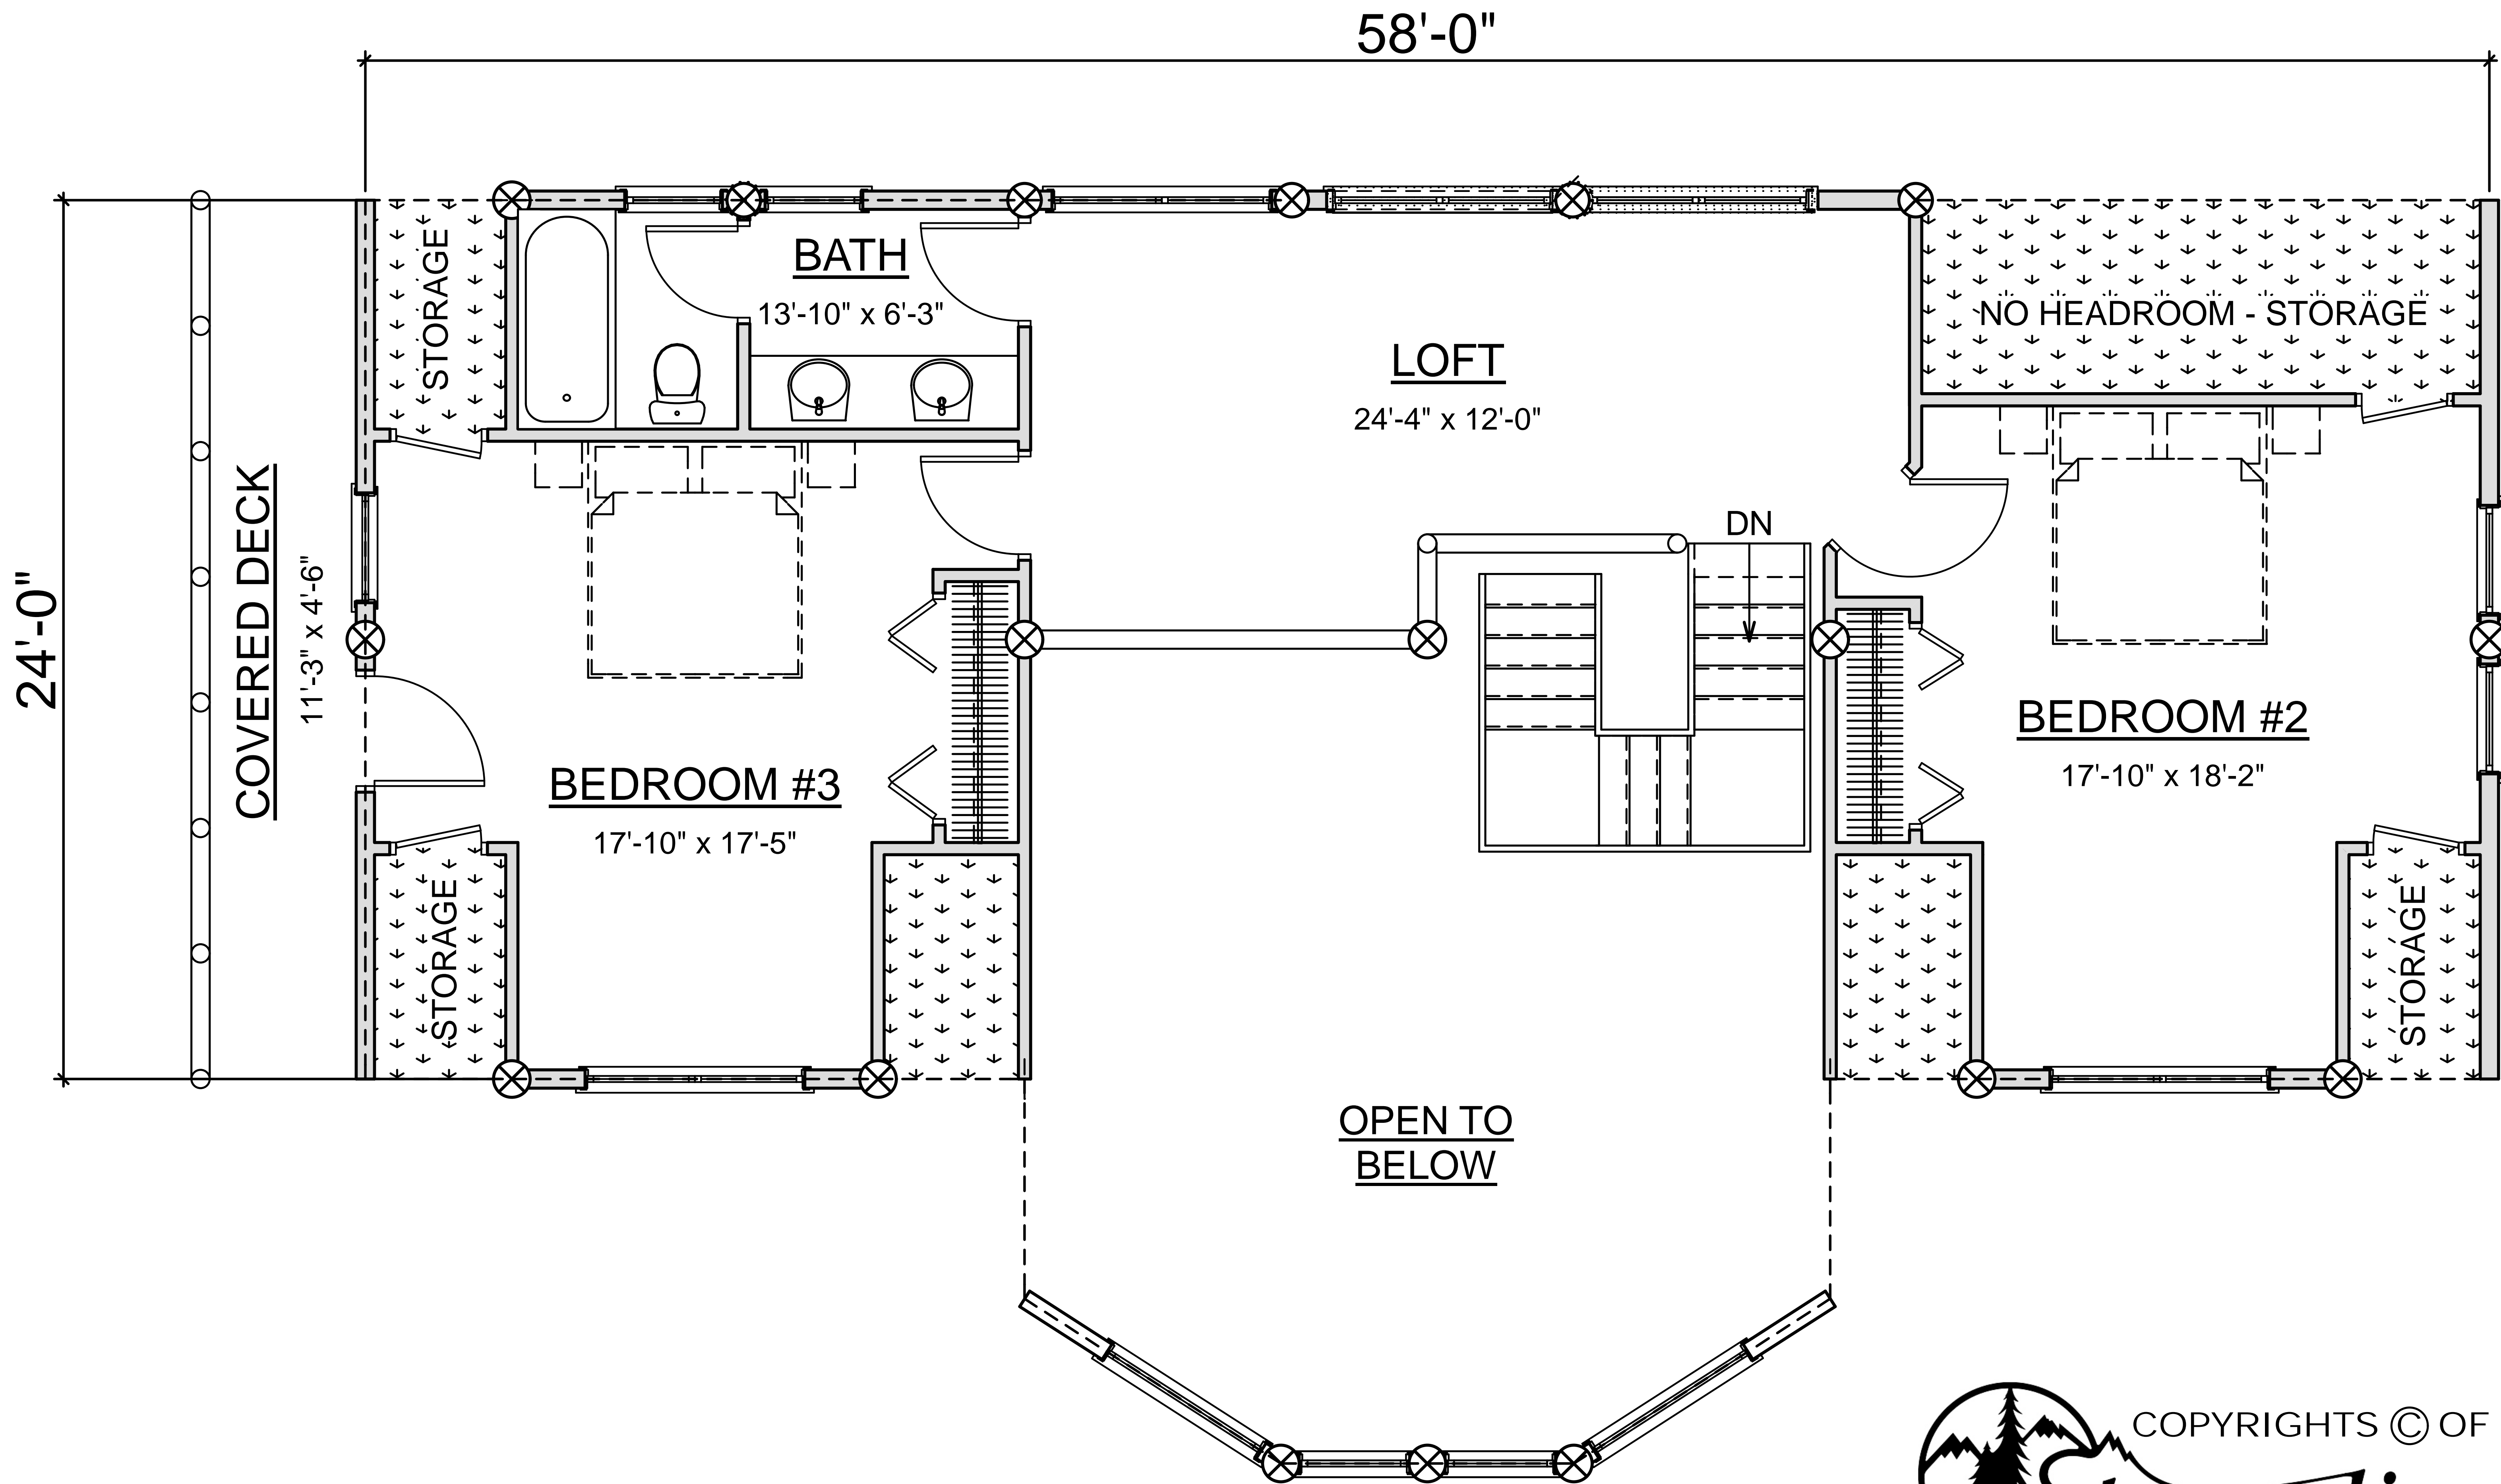 58'-0"
24'-0"
COVERED DECK
11'-3" x 4'-6"
STORAGE
BATH
13'-10" x 6'-3"
LOFT
24'-4" x 12'-0"
NO HEADROOM - STORAGE
DN
BEDROOM #3
17'-10" x 17'-5"
BEDROOM #2
17'-10" x 18'-2"
STORAGE
STORAGE
OPEN TO
BELOW
COPYRIGHTS © OF